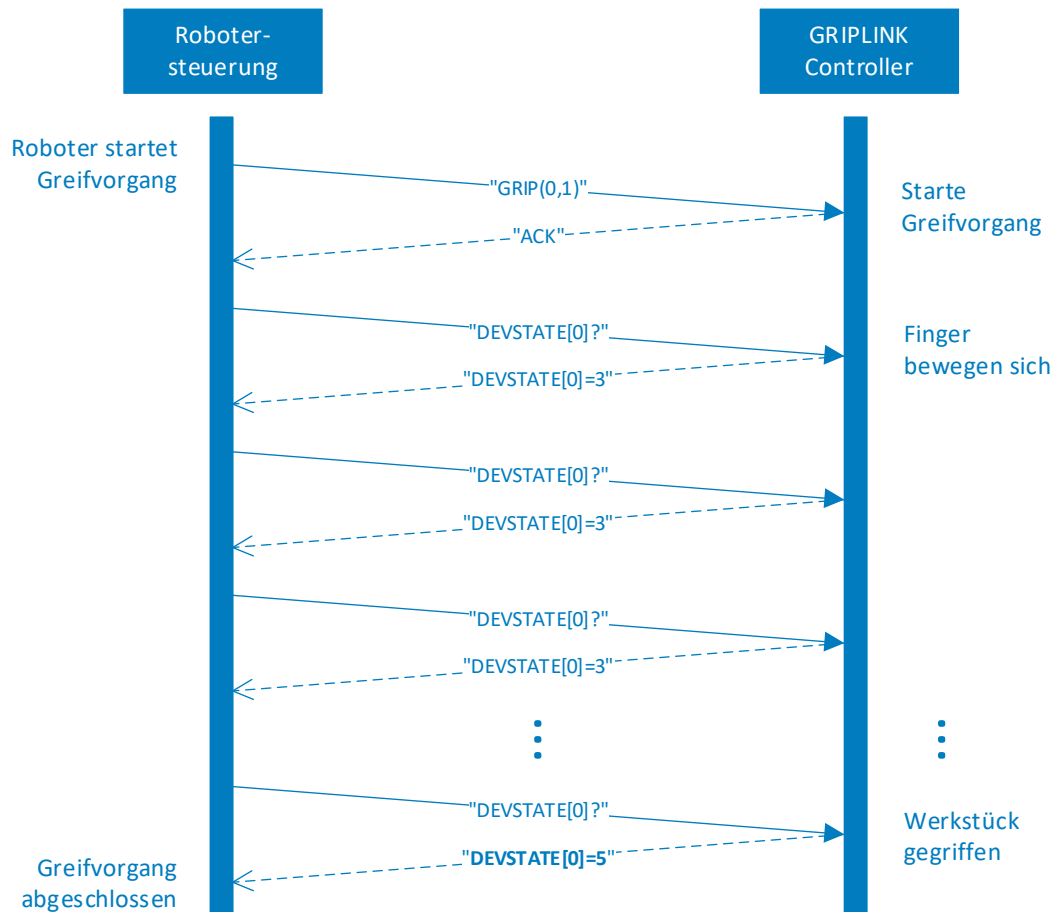 Roboter-
steuerung
GRIPLINK
Controller
Roboter startet
Greifvorgang
"GRIP(0,1)"
Starte
Greifvorgang
"ACK"
"DEVSTATE[0]?"
Finger
bewegen sich
"DEVSTATE[0]=3"
"DEVSTATE[0]?"
"DEVSTATE[0]=3"
"DEVSTATE[0]?"
"DEVSTATE[0]=3"
"DEVSTATE[0]?"
Werkstück
gegriffen
"DEVSTATE[0]=5"
Greifvorgang
abgeschlossen